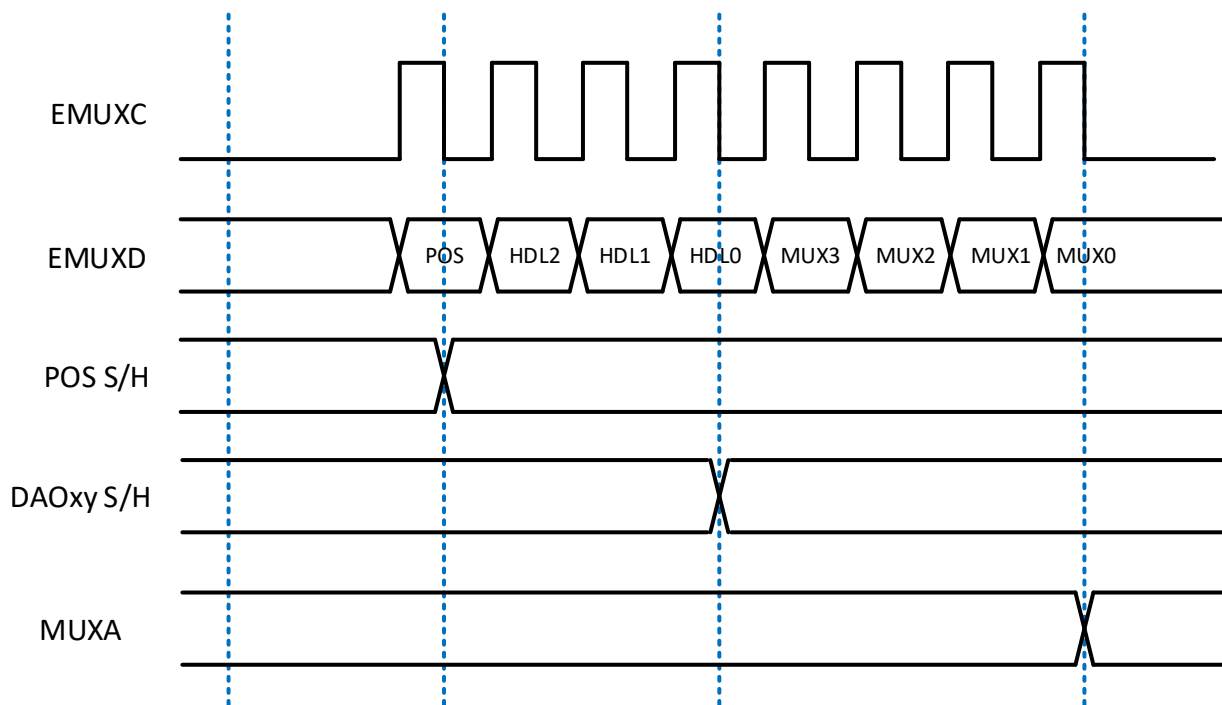 EMUXC
EMUXD
POS HDL2 HDL1 HDL0 MUX3 MUX2 MUX1 MUX0
POS S/H
DAOxy S/H
MUXA